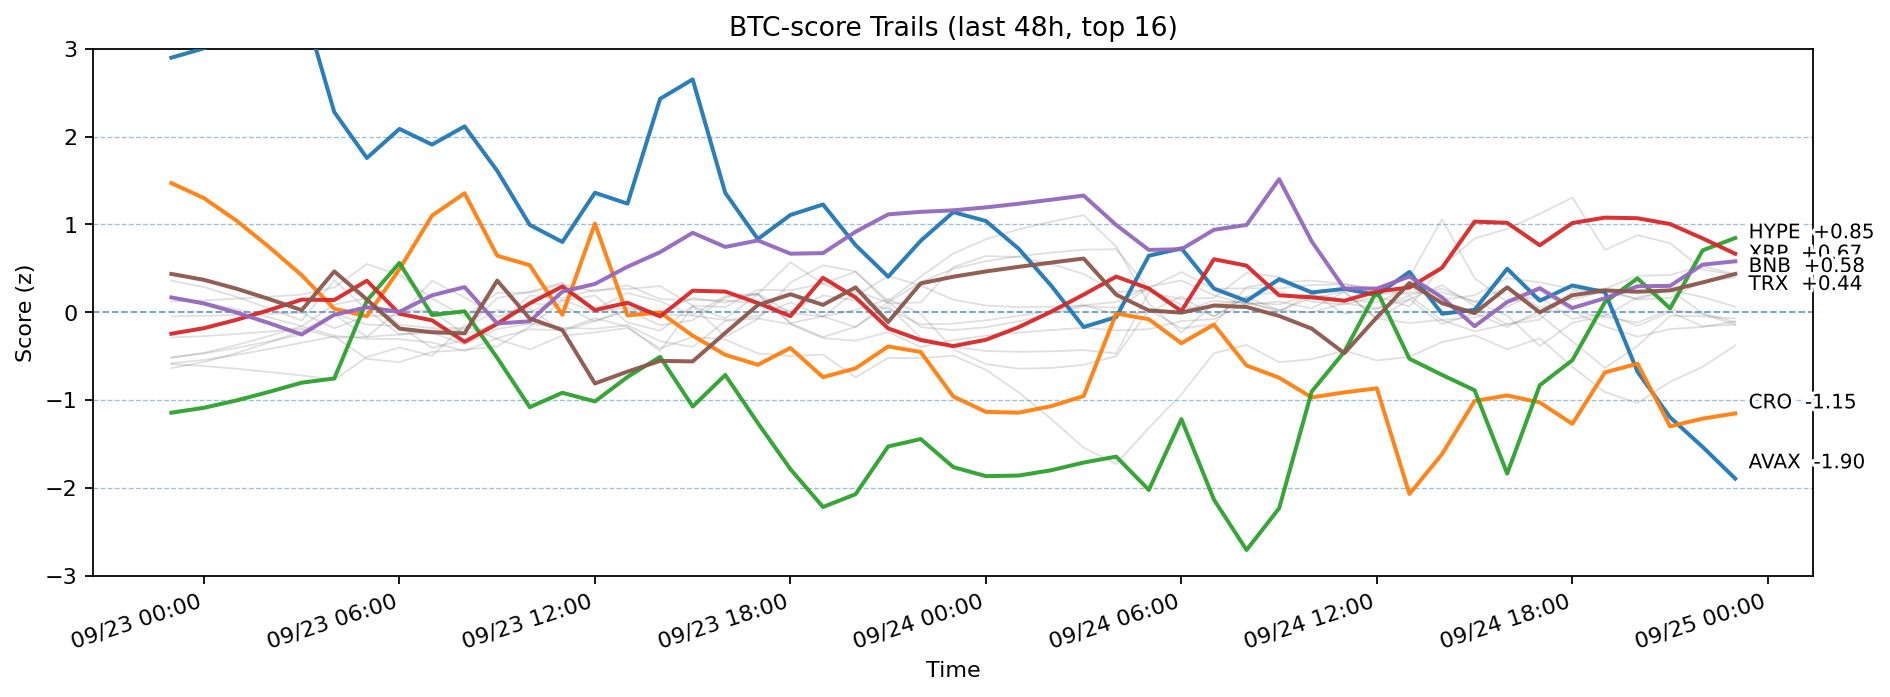 BTC-score Trails (last 48h, top 16)
Score (z)
3
2
1
0
−1
−2
−3
HYPE +0.85
XRP +0.67
BNB +0.58
TRX +0.44
CRO -1.15
AVAX -1.90
09/23 00:00
09/23 06:00
09/23 12:00
09/23 18:00
09/24 00:00
09/24 06:00
09/24 12:00
09/24 18:00
09/25 00:00
Time